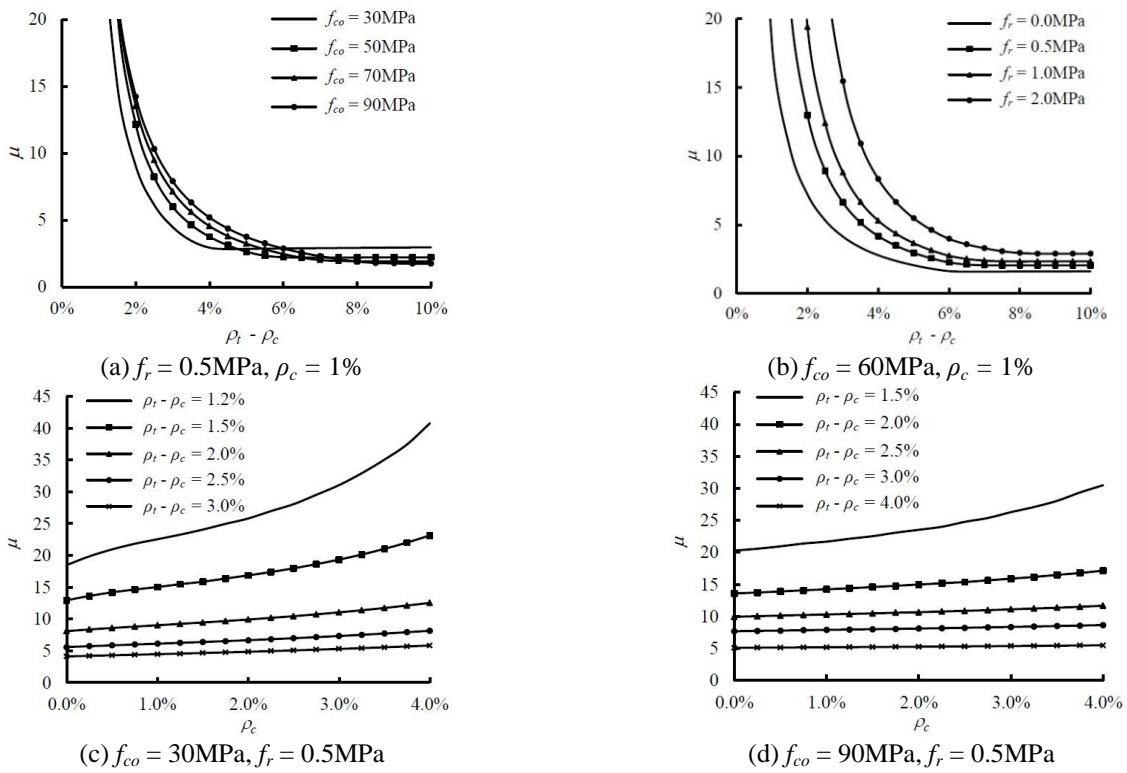 20
15
10
5
0
μ
0% 2% 4% 6% 8% 10%
ρt - ρc
fco = 30MPa
fco = 50MPa
fco = 70MPa
fco = 90MPa
(a) fr = 0.5MPa, ρc = 1%
20
15
10
5
0
μ
0% 2% 4% 6% 8% 10%
ρt - ρc
fr = 0.0MPa
fr = 0.5MPa
fr = 1.0MPa
fr = 2.0MPa
(b) fco = 60MPa, ρc = 1%
45
40
35
30
25
20
15
10
5
0
μ
0.0% 1.0% 2.0% 3.0% 4.0%
ρc
ρt - ρc = 1.2%
ρt - ρc = 1.5%
ρt - ρc = 2.0%
ρt - ρc = 2.5%
ρt - ρc = 3.0%
(c) fco = 30MPa, fr = 0.5MPa
45
40
35
30
25
20
15
10
5
0
μ
0.0% 1.0% 2.0% 3.0% 4.0%
ρc
ρt - ρc = 1.5%
ρt - ρc = 2.0%
ρt - ρc = 2.5%
ρt - ρc = 3.0%
ρt - ρc = 4.0%
(d) fco = 90MPa, fr = 0.5MPa